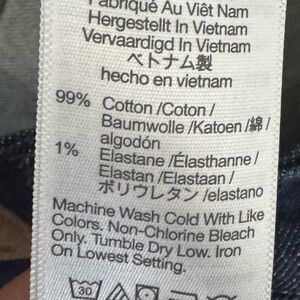 Fabriqué Au Viêt Nam
Hergestellt In Vietnam
Vervaardigd In Vietnam
ベトナム製
hecho en vietnam
99% Cotton /Coton/
Baumwolle /Katoen /綿/
algodón
1% Elastane /Élasthanne/
Elastan /Elastaan/
ポリウレタン /elastano
Machine Wash Cold With Like
Colors. Non-Chlorine Bleach
Only. Tumble Dry Low. Iron
On Lowest Setting.
30